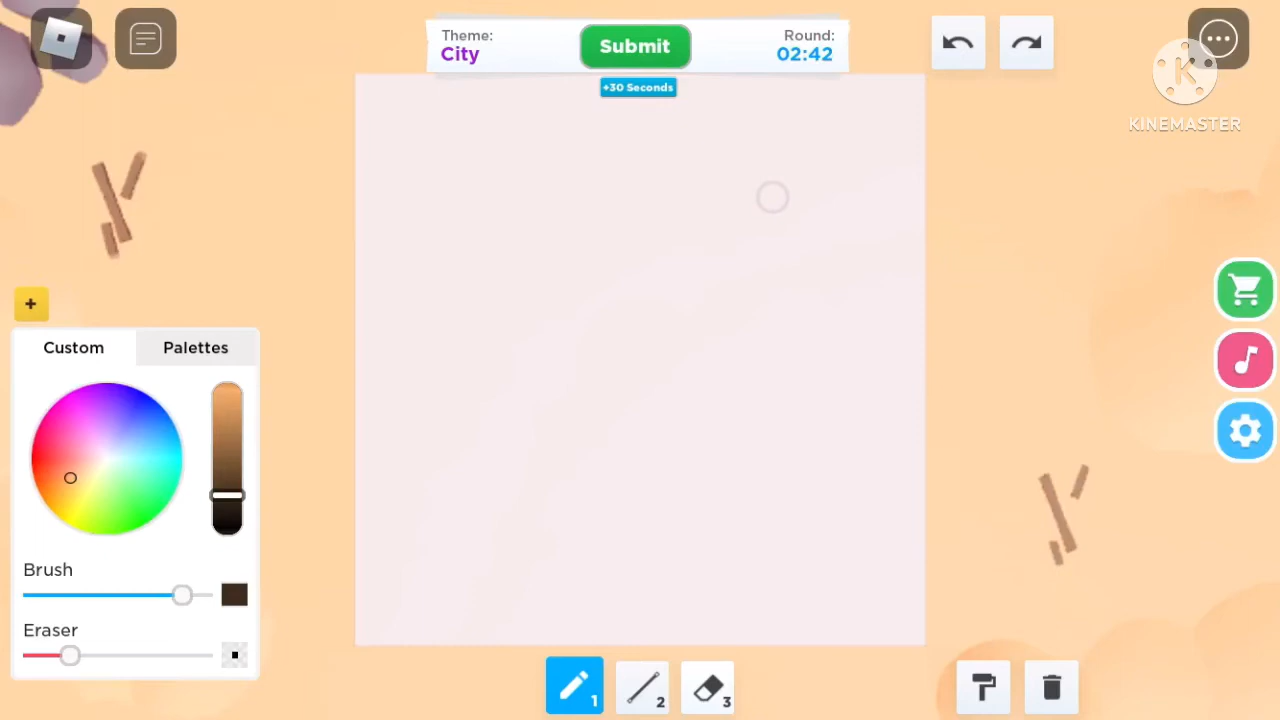 Theme:
City
Submit
Round:
02:42
+30 Seconds
KINEMASTER
K
+
Custom
Palettes
Brush
Eraser
1
2
3